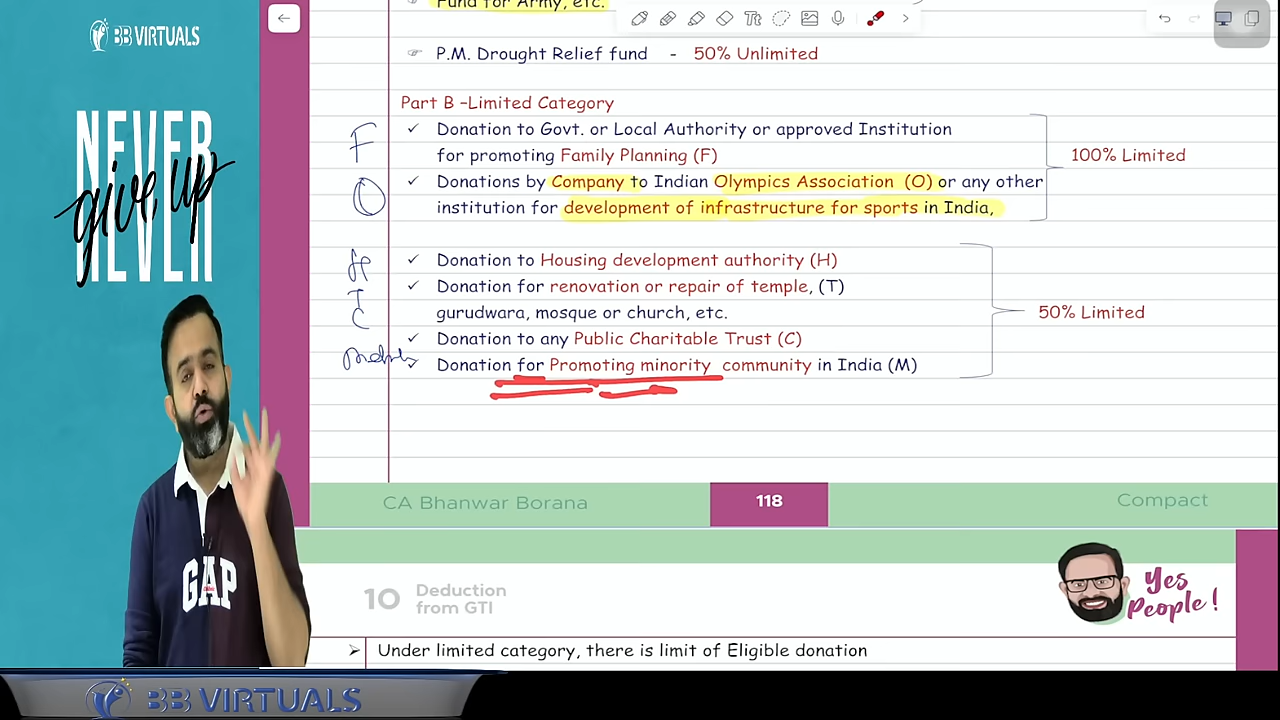 BB VIRTUALS
NEVER
give up
NEVER
Fund for Army, etc.
Tt
☞ P.M. Drought Relief fund - 50% Unlimited
Part B –Limited Category
F
✓ Donation to Govt. or Local Authority or approved Institution
for promoting Family Planning (F)
100% Limited
O
✓ Donations by Company to Indian Olympics Association (O) or any other
institution for development of infrastructure for sports in India,
H
✓ Donation to Housing development authority (H)
T
✓ Donation for renovation or repair of temple, (T)
C
gurudwara, mosque or church, etc.
50% Limited
✓ Donation to any Public Charitable Trust (C)
✓ Donation for Promoting minority community in India (M)
CA Bhanwar Borana
118
Compact
GAP
10 Deduction
from GTI
Yes
People!
➢ Under limited category, there is limit of Eligible donation
BB VIRTUALS